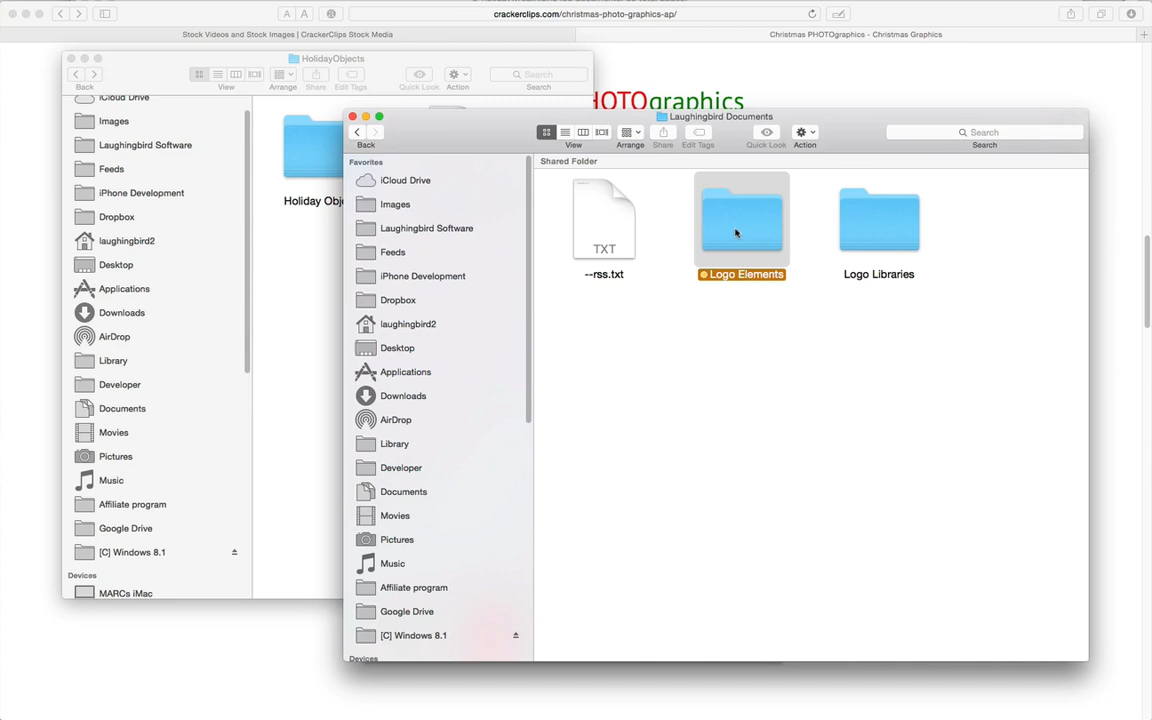 crackerclips.com/christmas-photo-graphics-ap/
Stock Videos and Stock Images | CrackerClips Stock Media
Christmas PHOTOgraphics - Christmas Graphics
HOTOgraphics
HolidayObjects
Back
View
Arrange
Share
Edit Tags
Quick Look
Action
Search
Search
iCloud Drive
Images
Laughingbird Software
Feeds
iPhone Development
Dropbox
laughingbird2
Desktop
Applications
Downloads
AirDrop
Library
Developer
Documents
Movies
Pictures
Music
Affiliate program
Google Drive
[C] Windows 8.1
Devices
MARCs iMac
Holiday Obj
Laughingbird Documents
Back
View
Arrange
Share
Edit Tags
Quick Look
Action
Search
Search
Favorites
iCloud Drive
Images
Laughingbird Software
Feeds
iPhone Development
Dropbox
laughingbird2
Desktop
Applications
Downloads
AirDrop
Library
Developer
Documents
Movies
Pictures
Music
Affiliate program
Google Drive
[C] Windows 8.1
Devices
Shared Folder
TXT
--rss.txt
Logo Elements
Logo Libraries